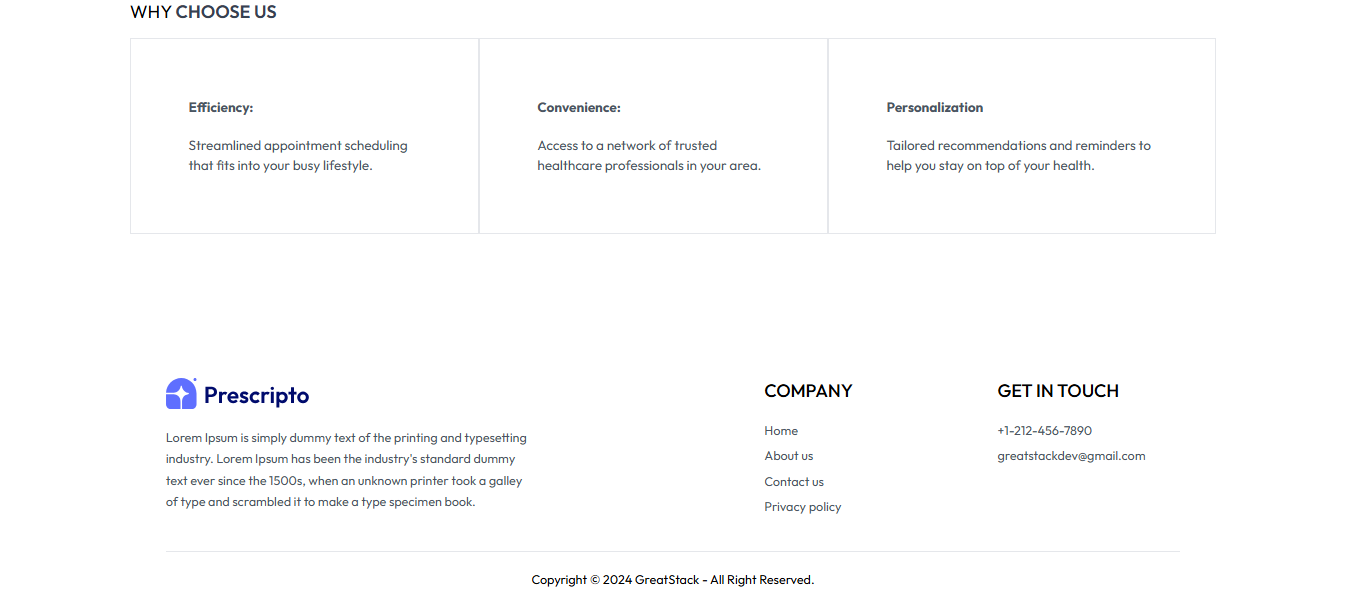 WHY CHOOSE US
Efficiency:
Streamlined appointment scheduling
that fits into your busy lifestyle.
Convenience:
Access to a network of trusted
healthcare professionals in your area.
Personalization
Tailored recommendations and reminders to
help you stay on top of your health.
Prescripto
Lorem Ipsum is simply dummy text of the printing and typesetting
industry. Lorem Ipsum has been the industry's standard dummy
text ever since the 1500s, when an unknown printer took a galley
of type and scrambled it to make a type specimen book.
COMPANY
Home
About us
Contact us
Privacy policy
GET IN TOUCH
+1-212-456-7890
greatstackdev@gmail.com
Copyright © 2024 GreatStack - All Right Reserved.